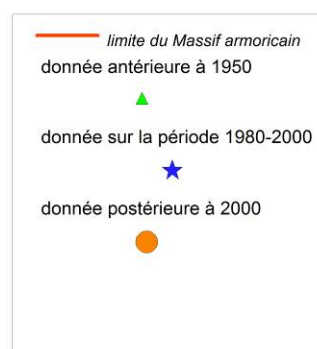 limite du Massif armoricain
donnée antérieure à 1950
donnée sur la période 1980-2000
donnée postérieure à 2000